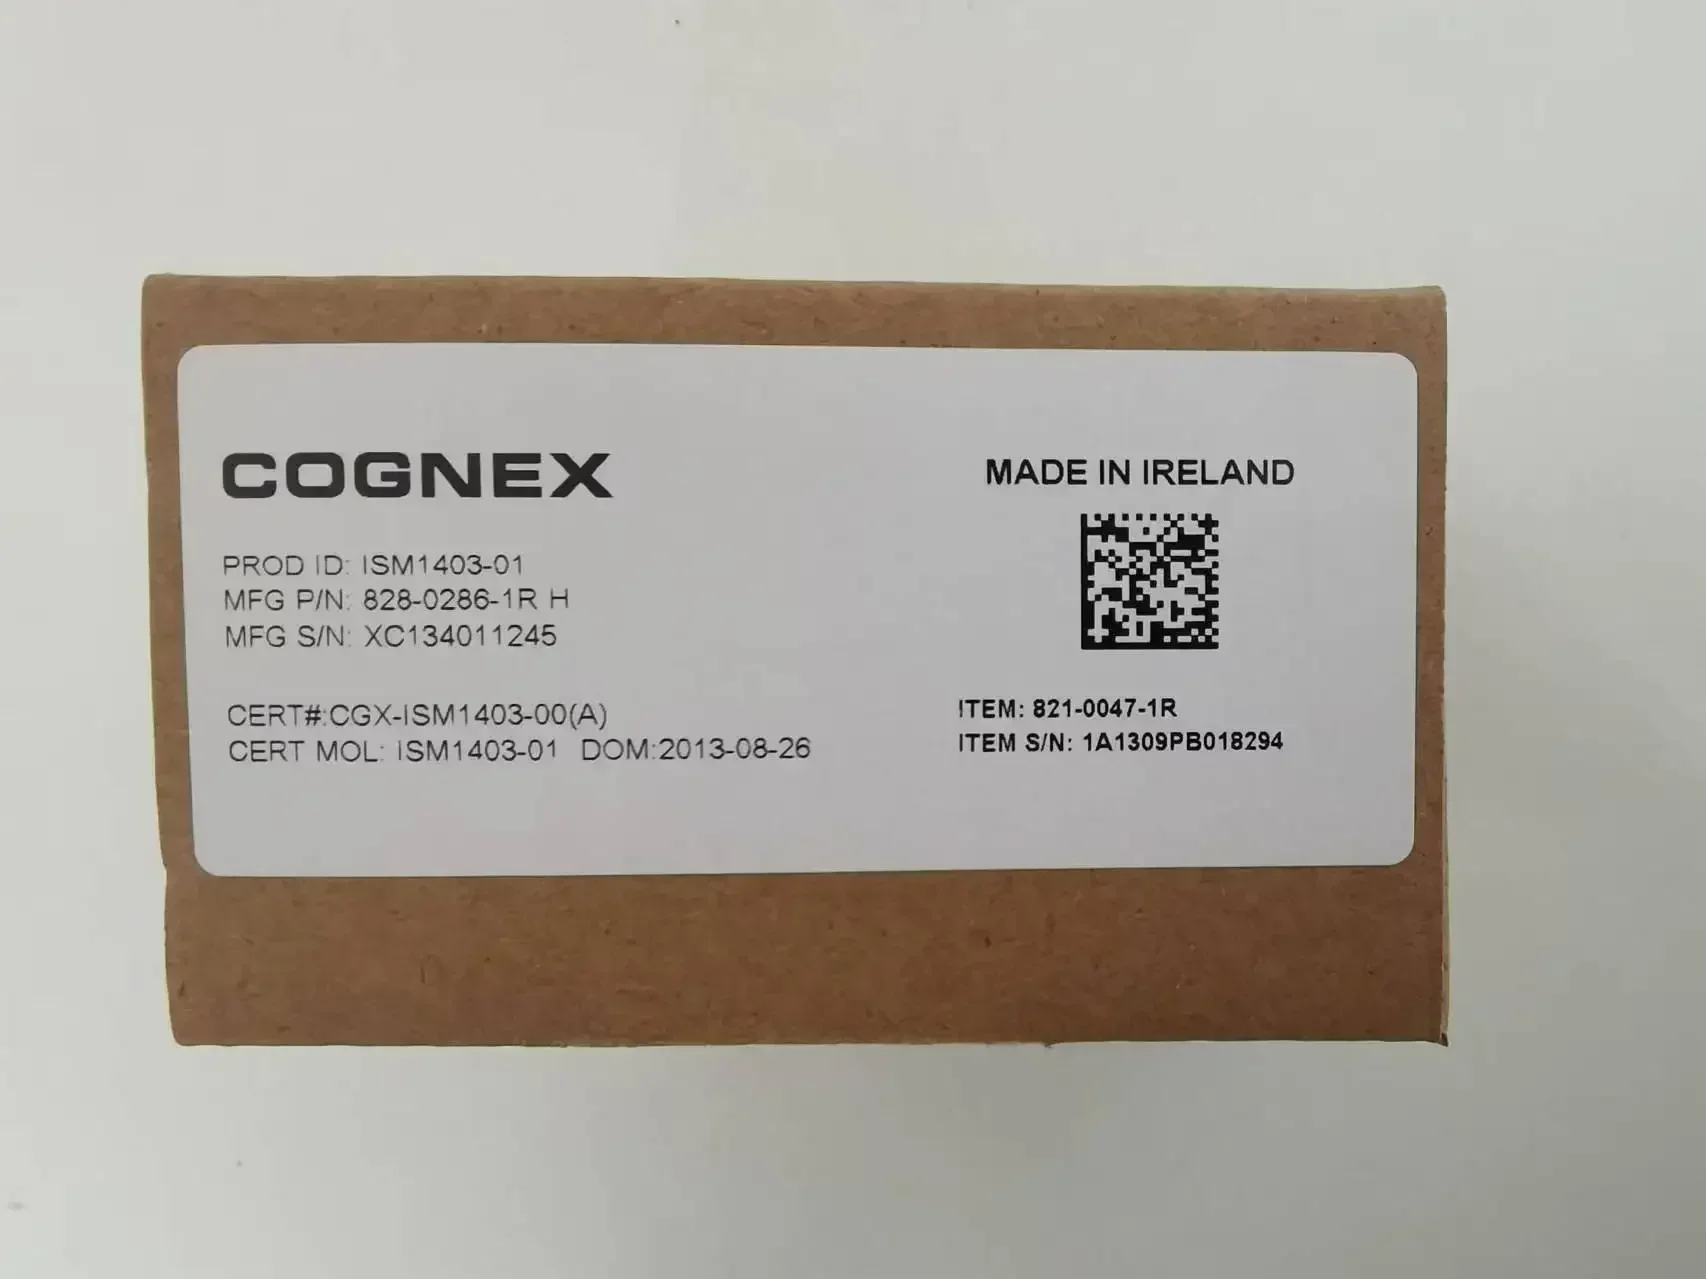 COGNEX
PROD ID: ISM1403-01
MFG P/N: 828-0286-1R H
MFG S/N: XC134011245
CERT#:CGX-ISM1403-00(A)
CERT MOL: ISM1403-01 DOM:2013-08-26
MADE IN IRELAND
ITEM: 821-0047-1R
ITEM S/N: 1A1309PB018294